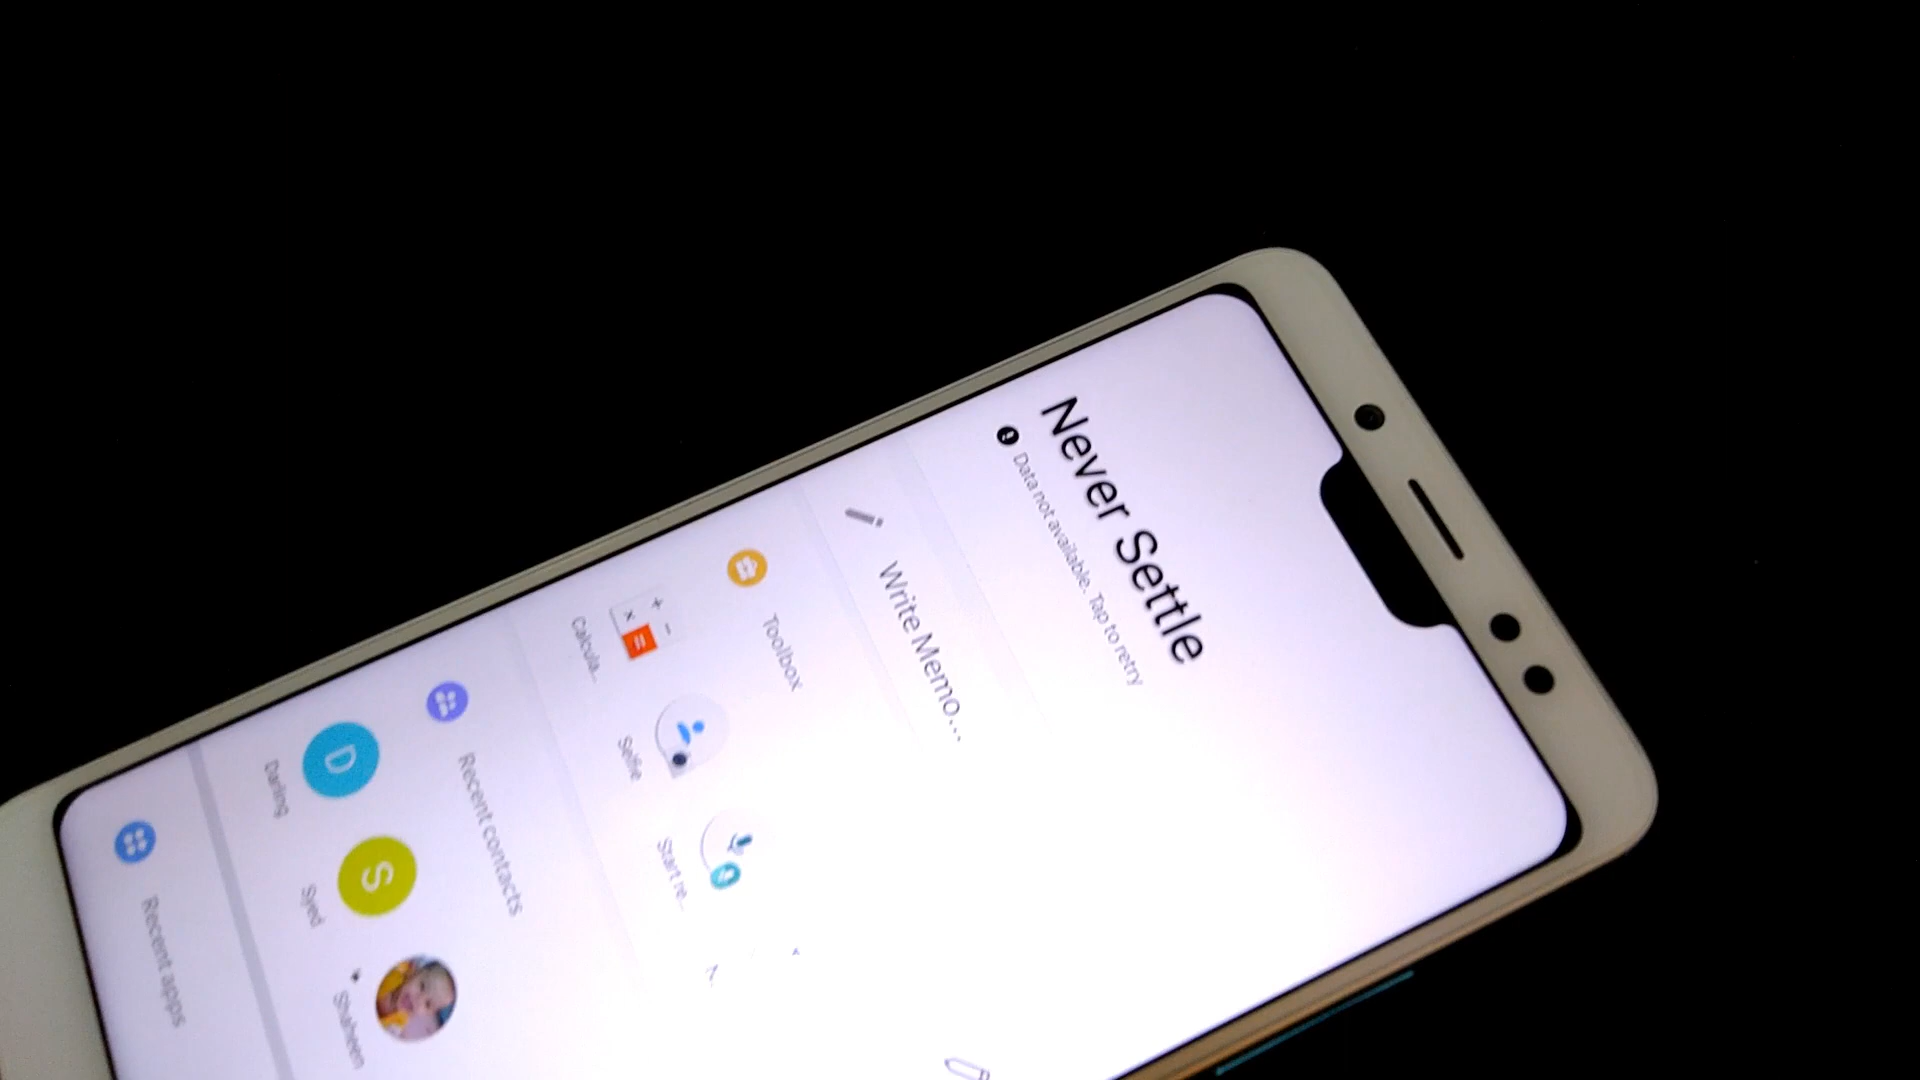 Never Settle
Data not available. Tap to retry
Write Memo...
Toolbox
Calcula...
Selfie
Start re...
Recent contacts
D
Darling
S
Syed
Shaheen
Recent apps